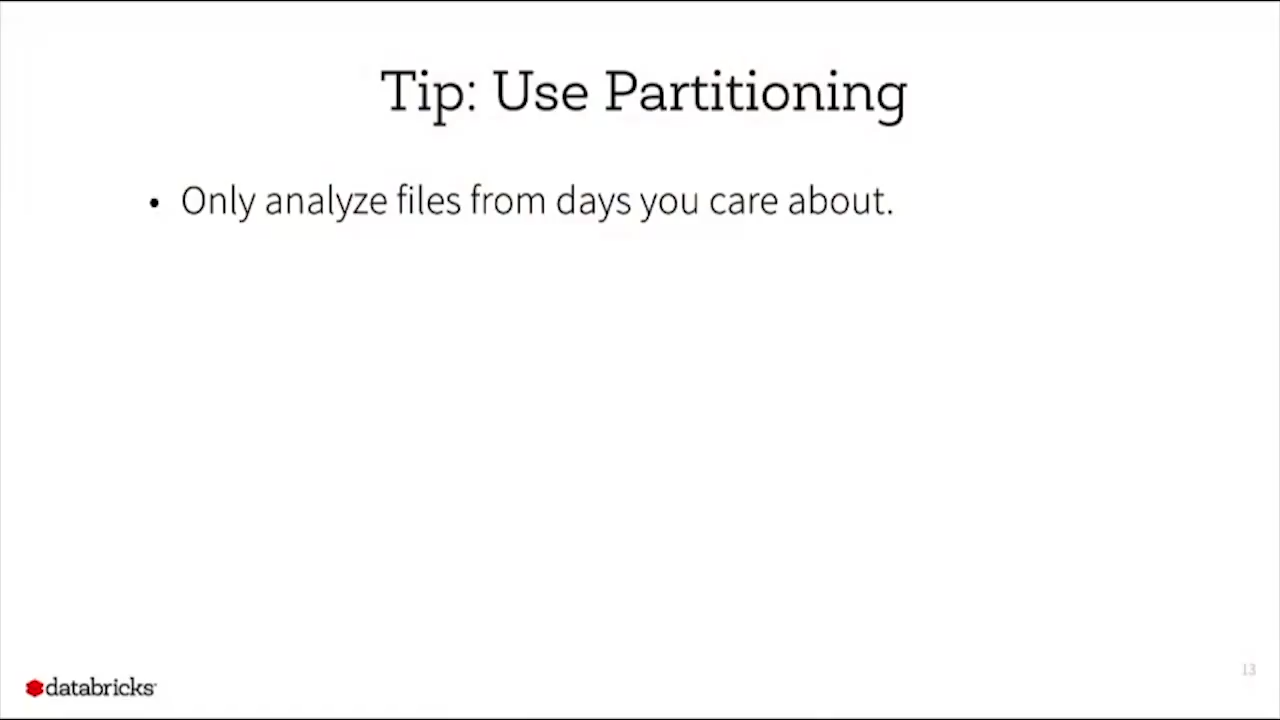 Tip: Use Partitioning
• Only analyze files from days you care about.
databricks
13